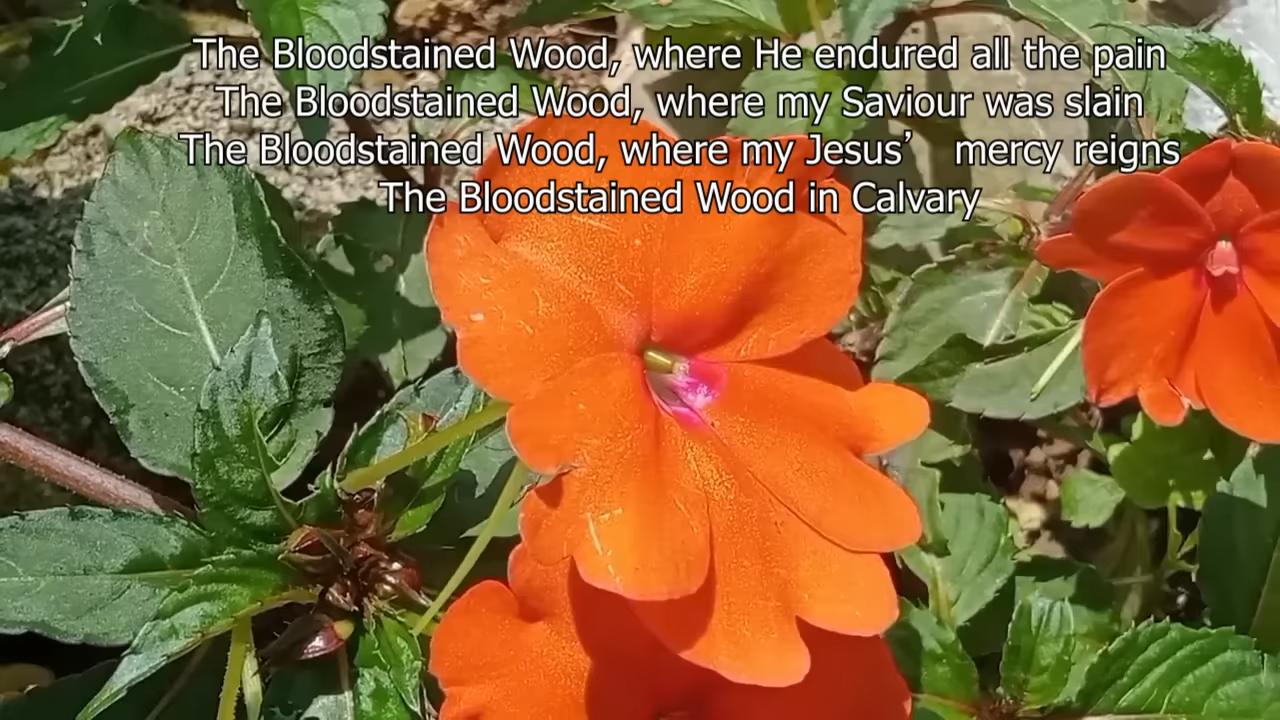 The Bloodstained Wood, where He endured all the pain
The Bloodstained Wood, where my Saviour was slain
The Bloodstained Wood, where my Jesus’ mercy reigns
The Bloodstained Wood in Calvary